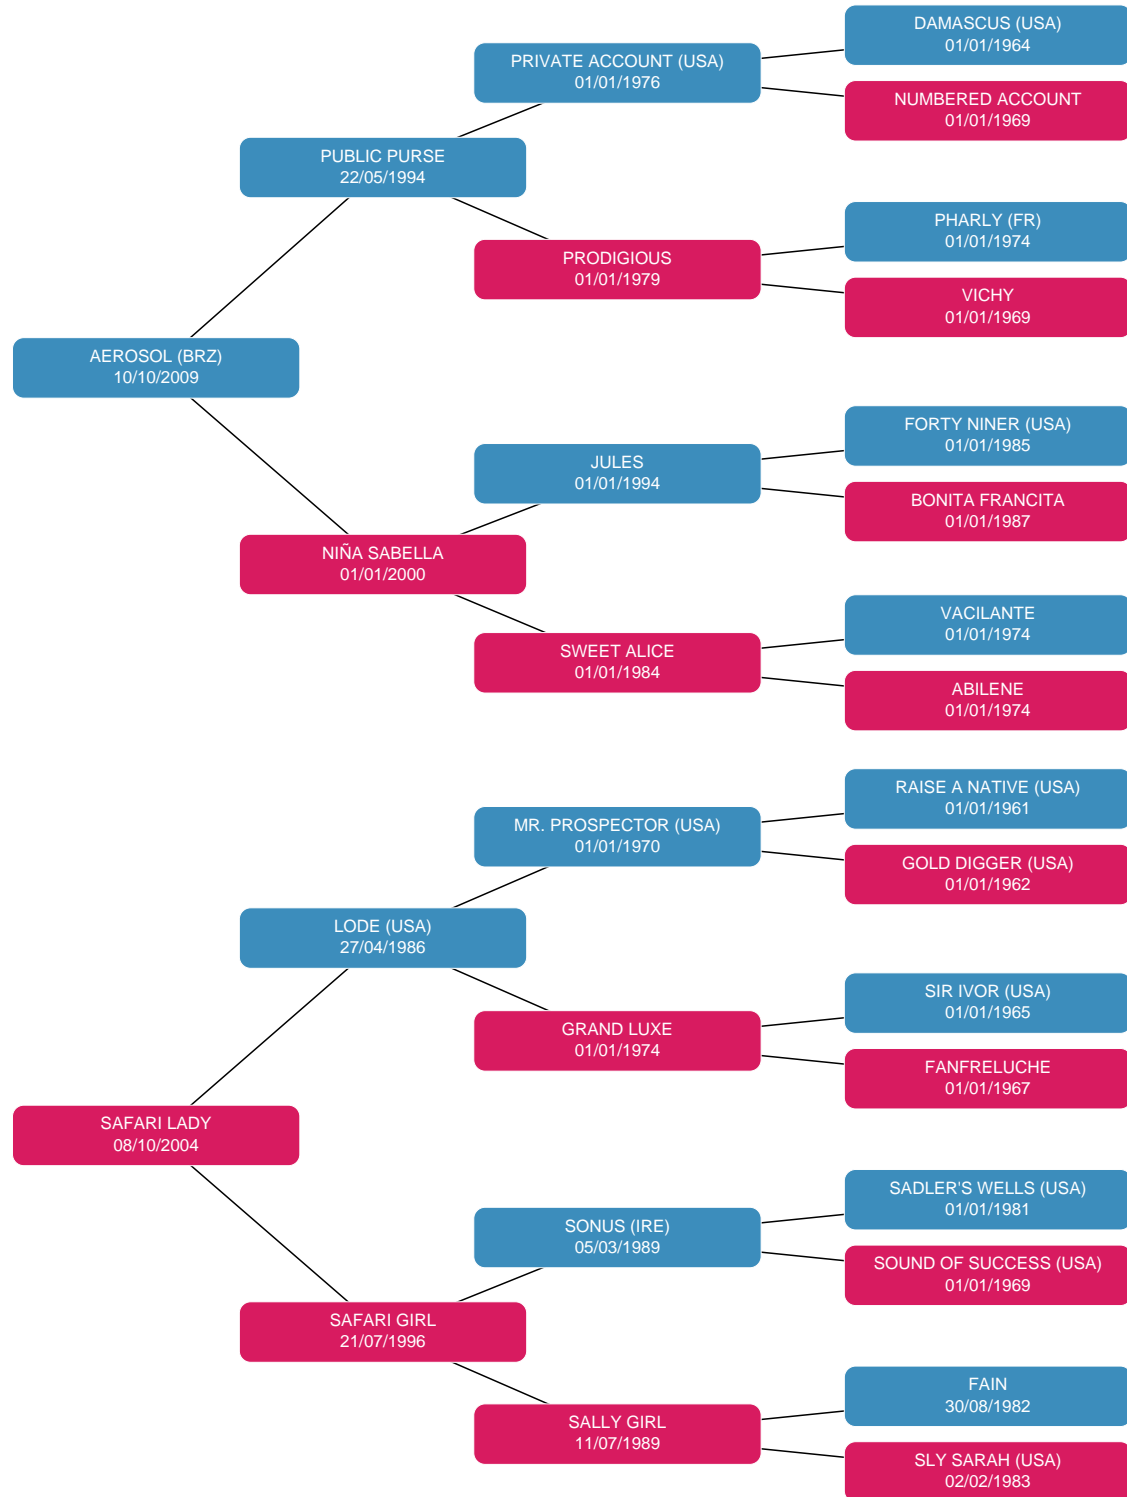 DAMASCUS (USA)
01/01/1964
PRIVATE ACCOUNT (USA)
01/01/1976
NUMBERED ACCOUNT
01/01/1969
PUBLIC PURSE
22/05/1994
PHARLY (FR)
01/01/1974
PRODIGIOUS
01/01/1979
VICHY
01/01/1969
AEROSOL (BRZ)
10/10/2009
FORTY NINER (USA)
01/01/1985
JULES
01/01/1994
BONITA FRANCITA
01/01/1987
NIÑA SABELLA
01/01/2000
VACILANTE
01/01/1974
SWEET ALICE
01/01/1984
ABILENE
01/01/1974
RAISE A NATIVE (USA)
01/01/1961
MR. PROSPECTOR (USA)
01/01/1970
GOLD DIGGER (USA)
01/01/1962
LODE (USA)
27/04/1986
SIR IVOR (USA)
01/01/1965
GRAND LUXE
01/01/1974
FANFRELUCHE
01/01/1967
SAFARI LADY
08/10/2004
SADLER'S WELLS (USA)
01/01/1981
SONUS (IRE)
05/03/1989
SOUND OF SUCCESS (USA)
01/01/1969
SAFARI GIRL
21/07/1996
FAIN
30/08/1982
SALLY GIRL
11/07/1989
SLY SARAH (USA)
02/02/1983